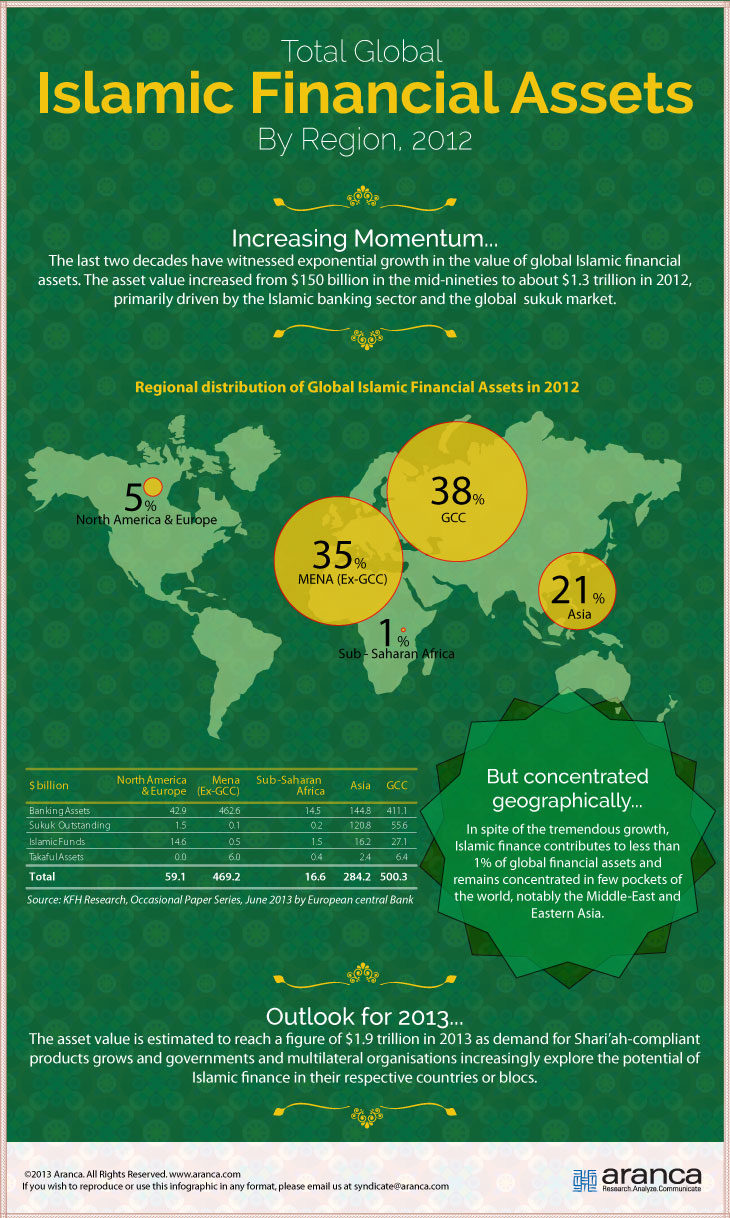 Total Global
Islamic Financial Assets
By Region, 2012
Increasing Momentum...
The last two decades have witnessed exponential growth in the value of global Islamic financial
assets. The asset value increased from $150 billion in the mid-nineties to about $1.3 trillion in 2012,
primarily driven by the Islamic banking sector and the global sukuk market.
Regional distribution of Global Islamic Financial Assets in 2012
5%
North America & Europe
38%
GCC
35%
MENA (Ex-GCC)
21%
Asia
1%
Sub - Saharan Africa
$ billion North America & Europe Mena (Ex-GCC) Sub-Saharan Africa Asia GCC
Banking Assets 42.9 462.6 14.5 144.8 411.1
Sukuk Outstanding 1.5 0.1 0.2 120.8 55.6
Islamic Funds 14.6 0.5 1.5 16.2 27.1
Takaful Assets 0.0 6.0 0.4 2.4 6.4
Total 59.1 469.2 16.6 284.2 500.3
Source: KFH Research, Occasional Paper Series, June 2013 by European central Bank
But concentrated
geographically...
In spite of the tremendous growth,
Islamic finance contributes to less than
1% of global financial assets and
remains concentrated in few pockets of
the world, notably the Middle-East and
Eastern Asia.
Outlook for 2013...
The asset value is estimated to reach a figure of $1.9 trillion in 2013 as demand for Shari'ah-compliant
products grows and governments and multilateral organisations increasingly explore the potential of
Islamic finance in their respective countries or blocs.
©2013 Aranca. All Rights Reserved. www.aranca.com
If you wish to reproduce or use this infographic in any format, please email us at syndicate@aranca.com
aranca
Research.Analyze.Communicate